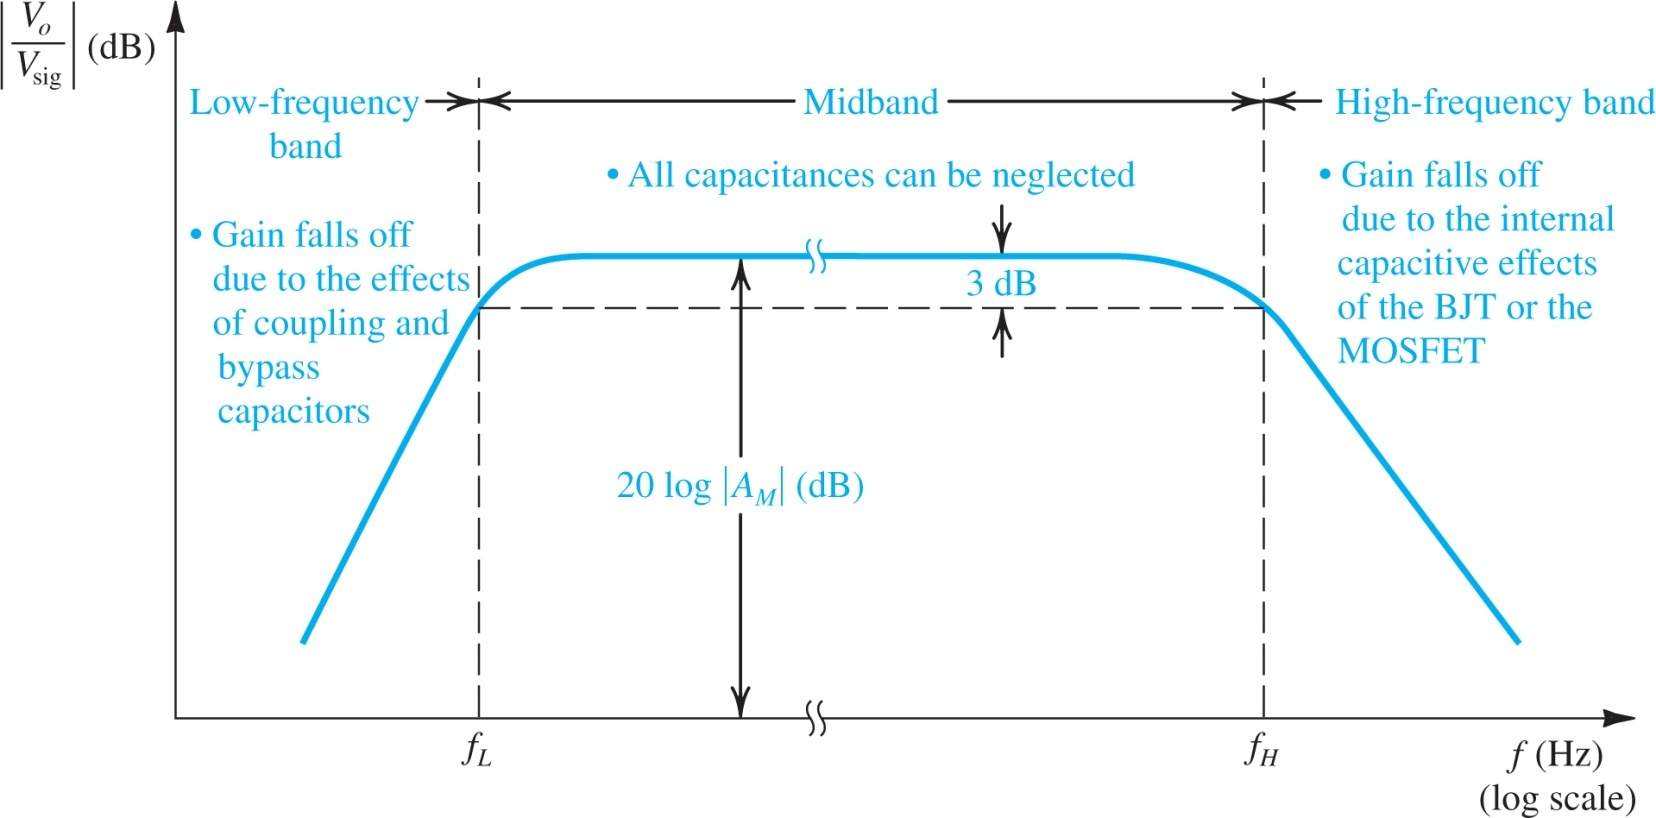 |Vo/Vsig| (dB)
Low-frequency band
Midband
High-frequency band
• All capacitances can be neglected
• Gain falls off
due to the effects
of coupling and
bypass
capacitors
• Gain falls off
due to the internal
capacitive effects
of the BJT or the
MOSFET
3 dB
20 log |AM| (dB)
fL
fH
f (Hz)
(log scale)